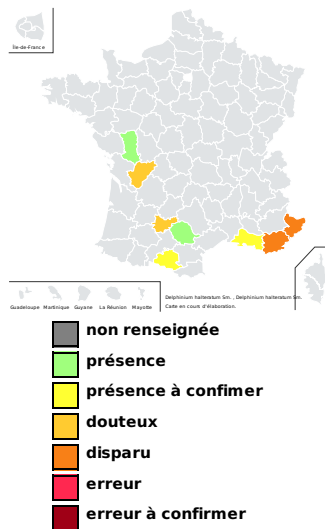 Île-de-France
Guadeloupe Martinique Guyane La Réunion Mayotte
Delphinium halteratum Sm. , Delphinium halteratum Sm.
Carte en cours d'élaboration.
non renseignée
présence
présence à confimer
douteux
disparu
erreur
erreur à confirmer